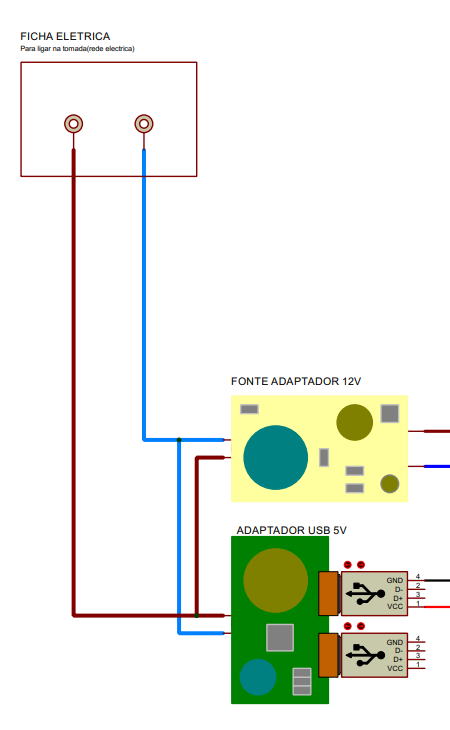 FICHA ELETRICA
Para ligar na tomada(rede electrica)
FONTE ADAPTADOR 12V
ADAPTADOR USB 5V
GND 4
D- 2
D+ 3
VCC 1
GND 4
D- 2
D+ 3
VCC 1